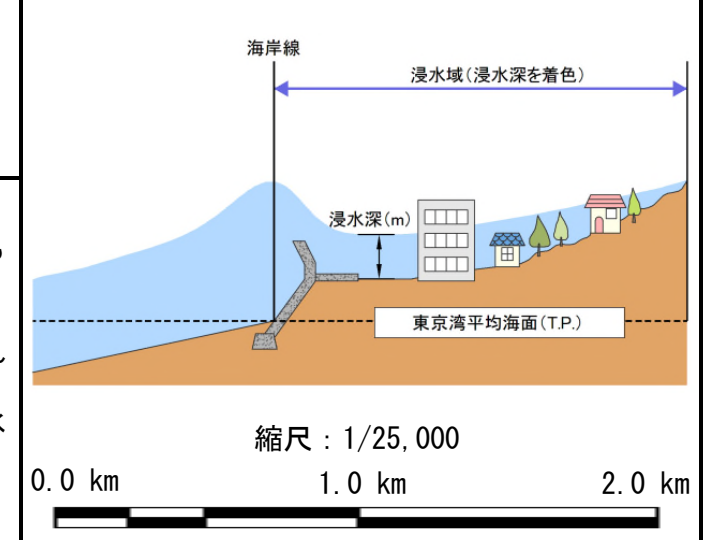 海岸線
浸水域(浸水深を着色)
浸水深(m)
東京湾平均海面(T.P.)
縮尺：1/25,000
0.0 km 1.0 km 2.0 km